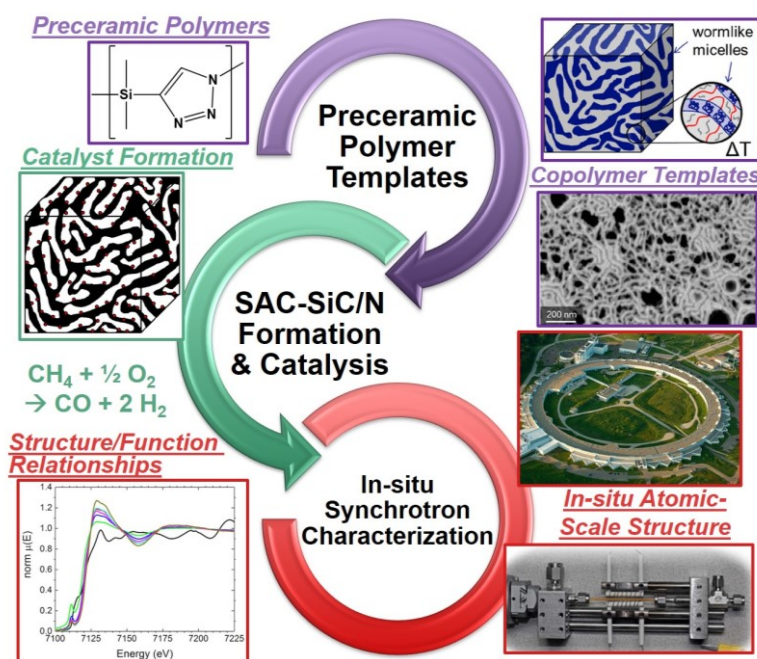 Preceramic Polymers
Si
N
N
N
wormlike
micelles
ΔT
Preceramic
Polymer
Templates
Catalyst Formation
Copolymer Templates
200 nm
SAC-SiC/N
Formation
& Catalysis
CH₄ + ½ O₂
→ CO + 2 H₂
Structure/Function
Relationships
In-situ
Synchrotron
Characterization
In-situ Atomic-
Scale Structure
norm μ(E)
1.4
1.2
1.0
0.8
0.6
0.4
0.2
0.0
7100
7125
7150
7175
7200
7225
Energy (eV)